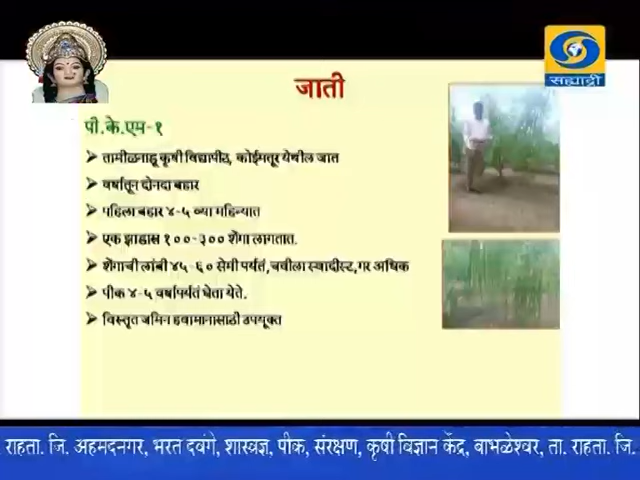 सह्याद्री
जाती
पी.के.एम-१
तामीळनाडू कृषी विद्यापीठ, कोईमतूर येथील जात
वर्षातून दोनदा बहार
पहिला बहार ४-५ व्या महिन्यात
एक झाडास १००-३०० शेंगा लागतात.
शेंगाची लांबी ४५-६० सेमी पर्यंत,चवीला स्वादीस्ट,गर अधिक
पीक ४-५ वर्षापर्यंत घेता येते.
विस्तृत जमिन हवामानासाठी उपयूक्त
राहता. जि. अहमदनगर, भरत दवंगे, शास्त्रज्ञ, पीक, संरक्षण, कृषी विज्ञान केंद्र, बाभळेश्वर, ता. राहता. जि.